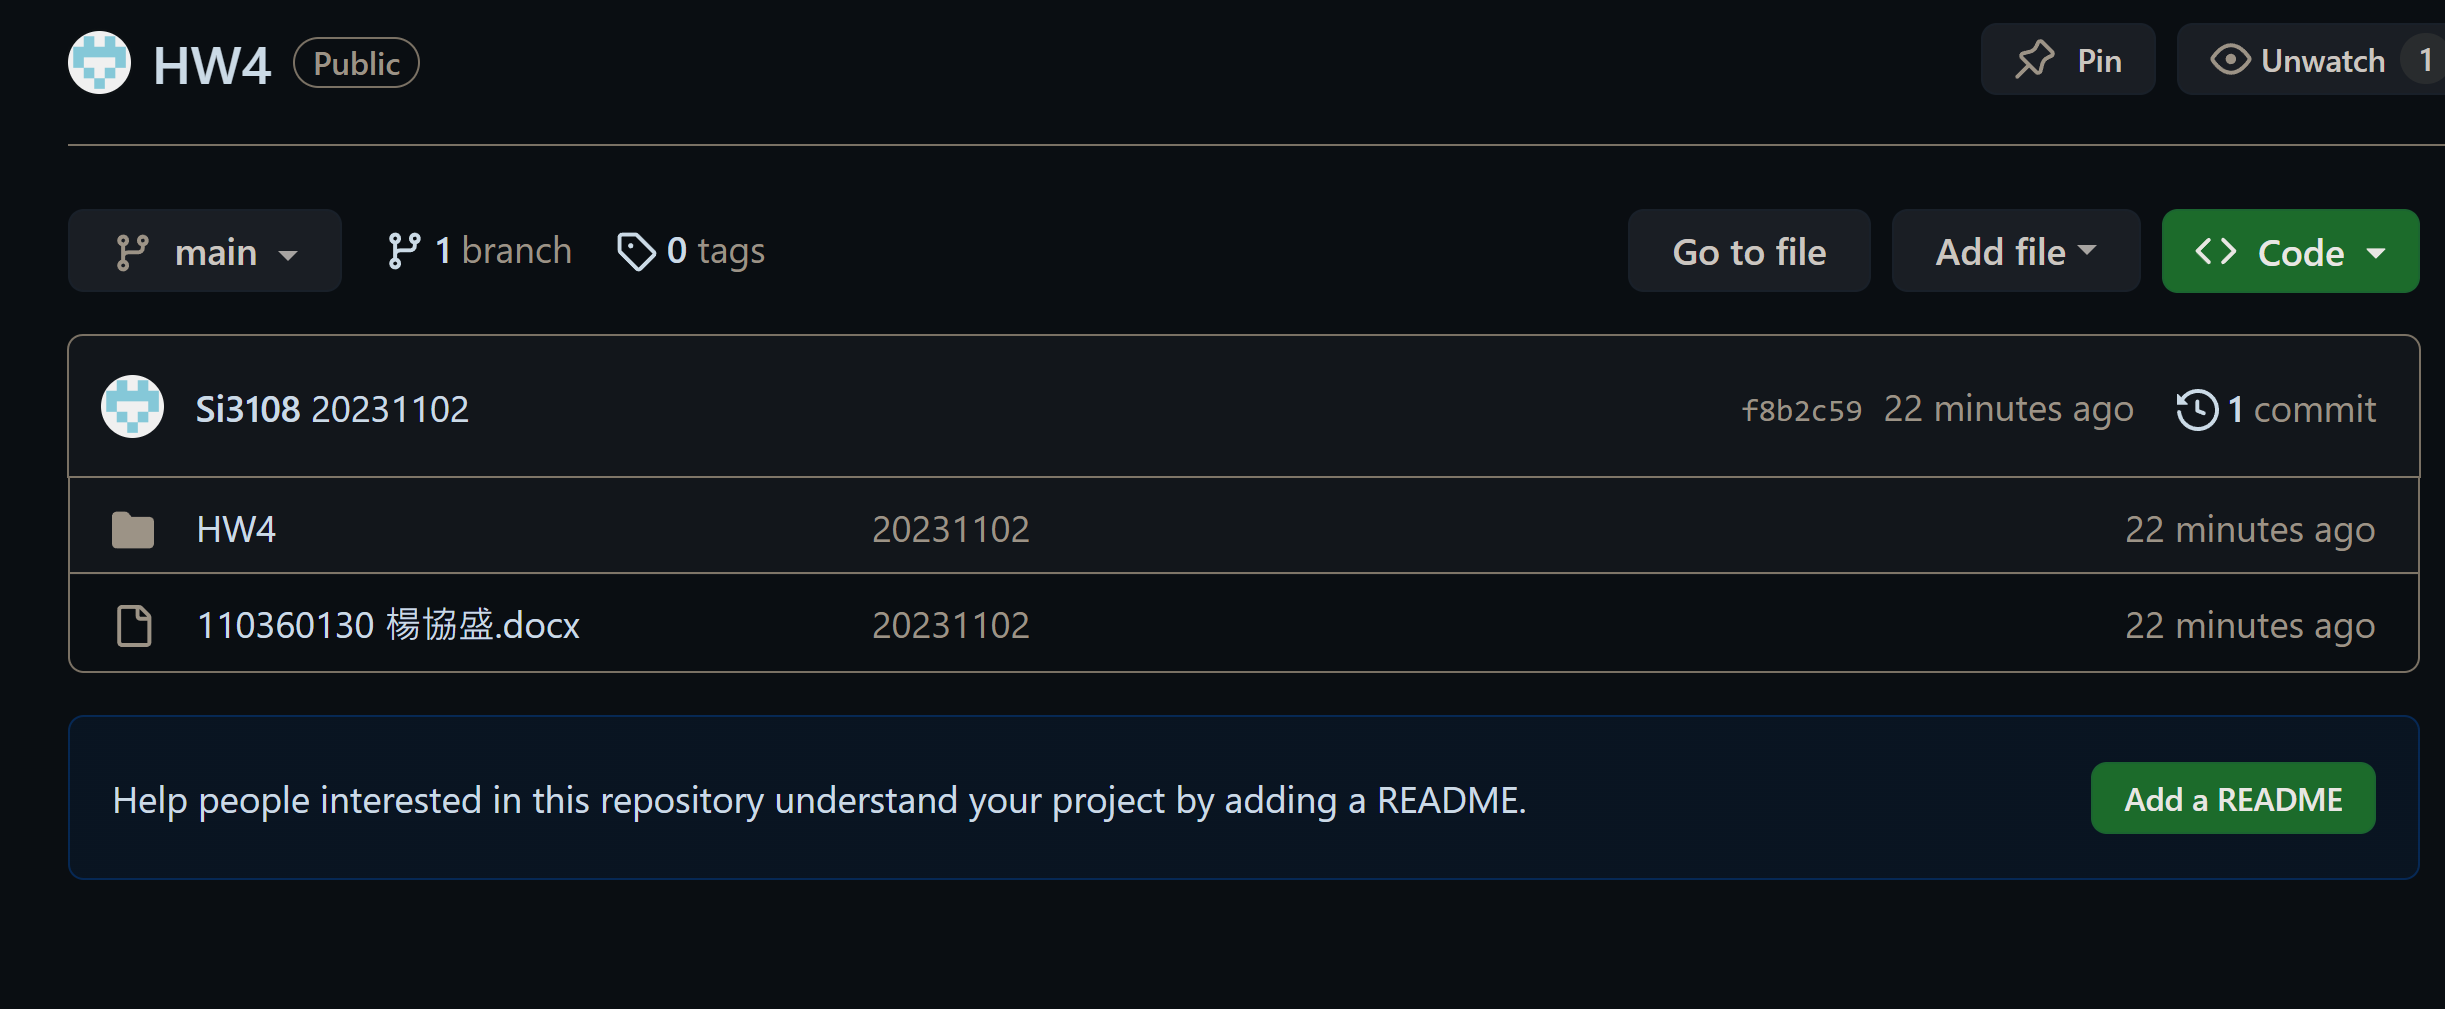 HW4 Public Pin Unwatch 1
main 1 branch 0 tags Go to file Add file Code
Si3108 20231102 f8b2c59 22 minutes ago 1 commit
HW4 20231102 22 minutes ago
110360130 楊協盛.docx 20231102 22 minutes ago
Help people interested in this repository understand your project by adding a README. Add a README